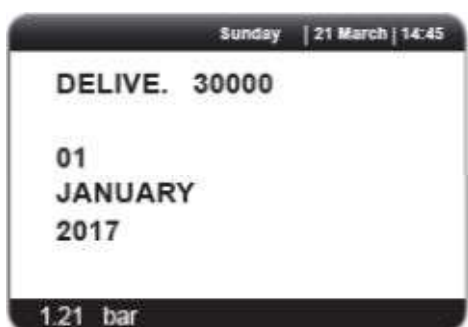 Sunday | 21 March | 14:45
DELIVE. 30000
01
JANUARY
2017
1.21 bar